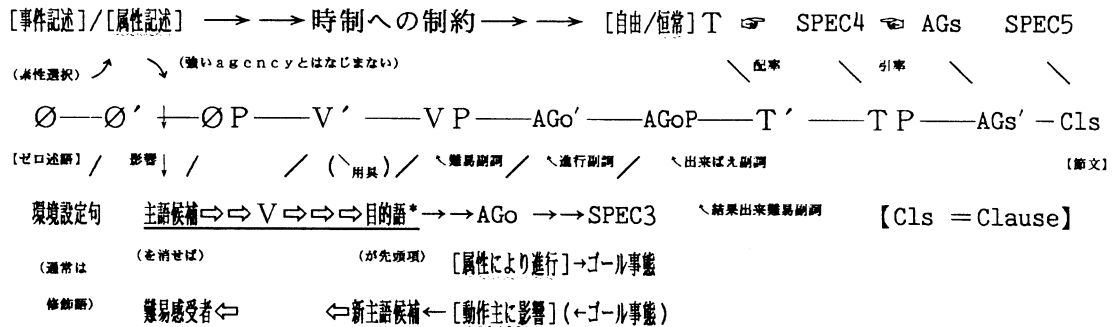 [事件記述]/[属性記述] → →→時制への制約→→→ [自由/恒常] T ☞ SPEC4 ☜ AGs SPEC5
(素性選択) (強いagencyとはなじまない) 配率 引率
∅──∅′ ↓─∅P───V′───VP───AGo′───AGoP───T′───TP───AGs′─Cls
【ゼロ述語】 影響↓ (用具) 難易副詞 進行副詞 出来ばえ副詞 【節文】
環境設定句 主語候補⇨⇨V⇨⇨⇨目的語*→→AGo →→SPEC3 結果出来難易副詞 【Cls =Clause】
(通常は (を消せば) (が先頭項) [属性により進行]→ゴール事態
修飾語) 難易感受者⇦ ⇦新主語候補← [動作主に影響] (←ゴール事態)